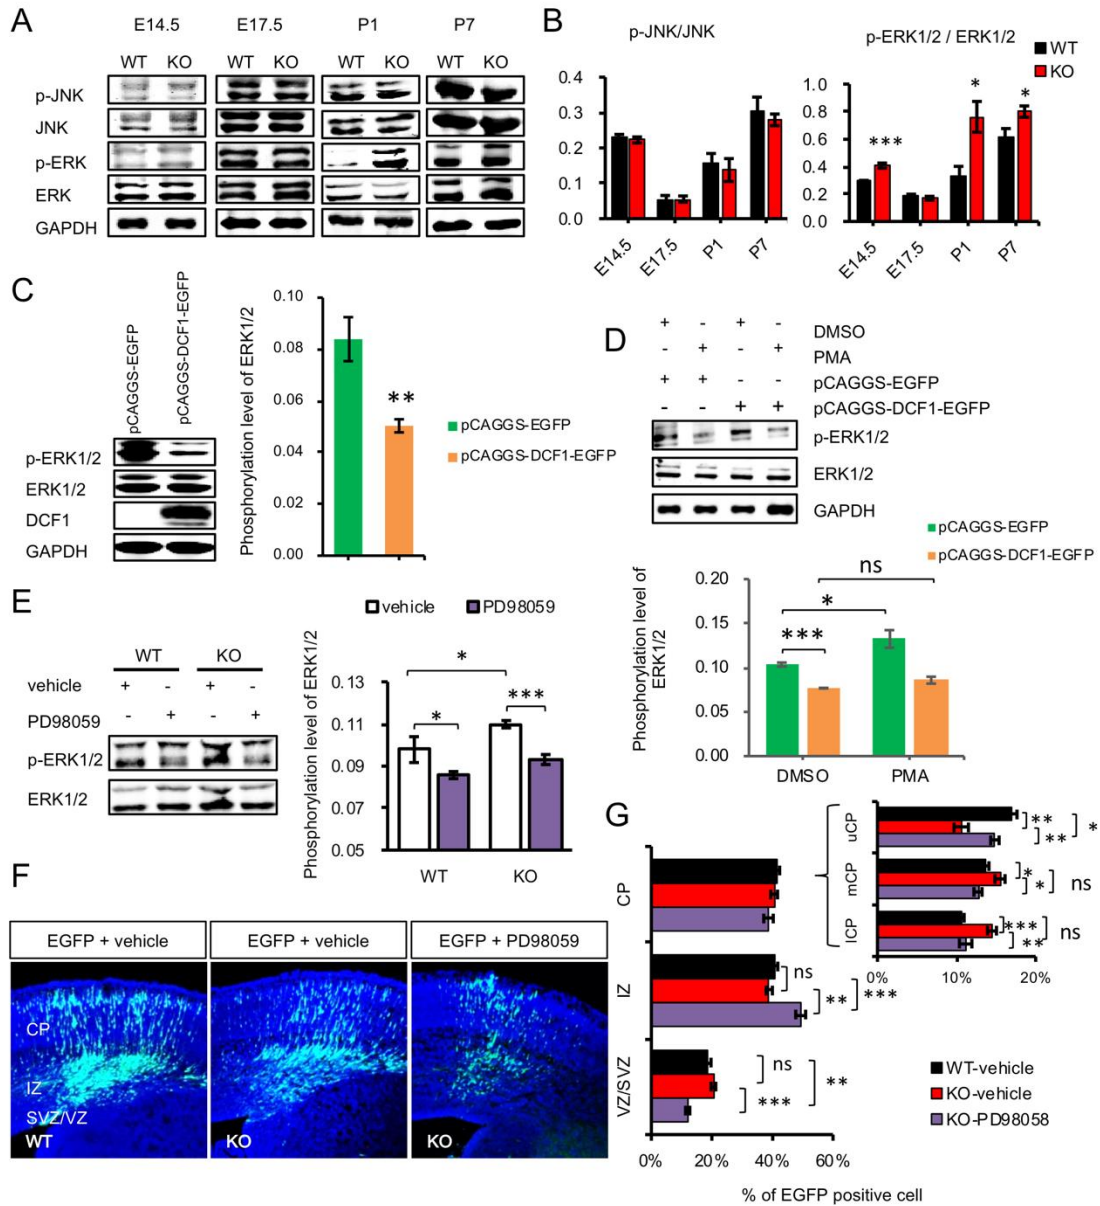 A
E14.5 E17.5 P1 P7
WT KO WT KO WT KO WT KO
p-JNK
JNK
p-ERK
ERK
GAPDH
B
p-JNK/JNK
0.4
0.3
0.2
0.1
0.0
E14.5 E17.5 P1 P7
p-ERK1/2 / ERK1/2
WT
KO
1.0
0.8
0.6
0.4
0.2
0.0
*** * *
E14.5 E17.5 P1 P7
C
pCAGGS-EGFP
pCAGGS-DCF1-EGFP
p-ERK1/2
ERK1/2
DCF1
GAPDH
Phosphorylation level of ERK1/2
0.10
0.08
0.06
0.04
0.02
0.00
**
pCAGGS-EGFP
pCAGGS-DCF1-EGFP
D
+ - + - DMSO
- + - + PMA
+ + - - pCAGGS-EGFP
- - + + pCAGGS-DCF1-EGFP
p-ERK1/2
ERK1/2
GAPDH
pCAGGS-EGFP
pCAGGS-DCF1-EGFP
Phosphorylation level of
ERK1/2
0.20
0.15
0.10
0.05
0.00
ns
*
***
DMSO PMA
E
WT KO
vehicle + - + -
PD98059 - + - +
p-ERK1/2
ERK1/2
vehicle PD98059
Phosphorylation level of ERK1/2
0.13
0.11
0.09
0.07
0.05
*
* ***
WT KO
F
EGFP + vehicle EGFP + vehicle EGFP + PD98059
CP
IZ
SVZ/VZ
WT KO KO
G
CP
IZ
VZ/SVZ
ns
** ***
ns
*** **
0% 20% 40% 60%
% of EGFP positive cell
uCP
mCP
lCP
** *
**
* ns
*
*** ns
**
0% 10% 20%
WT-vehicle
KO-vehicle
KO-PD98058